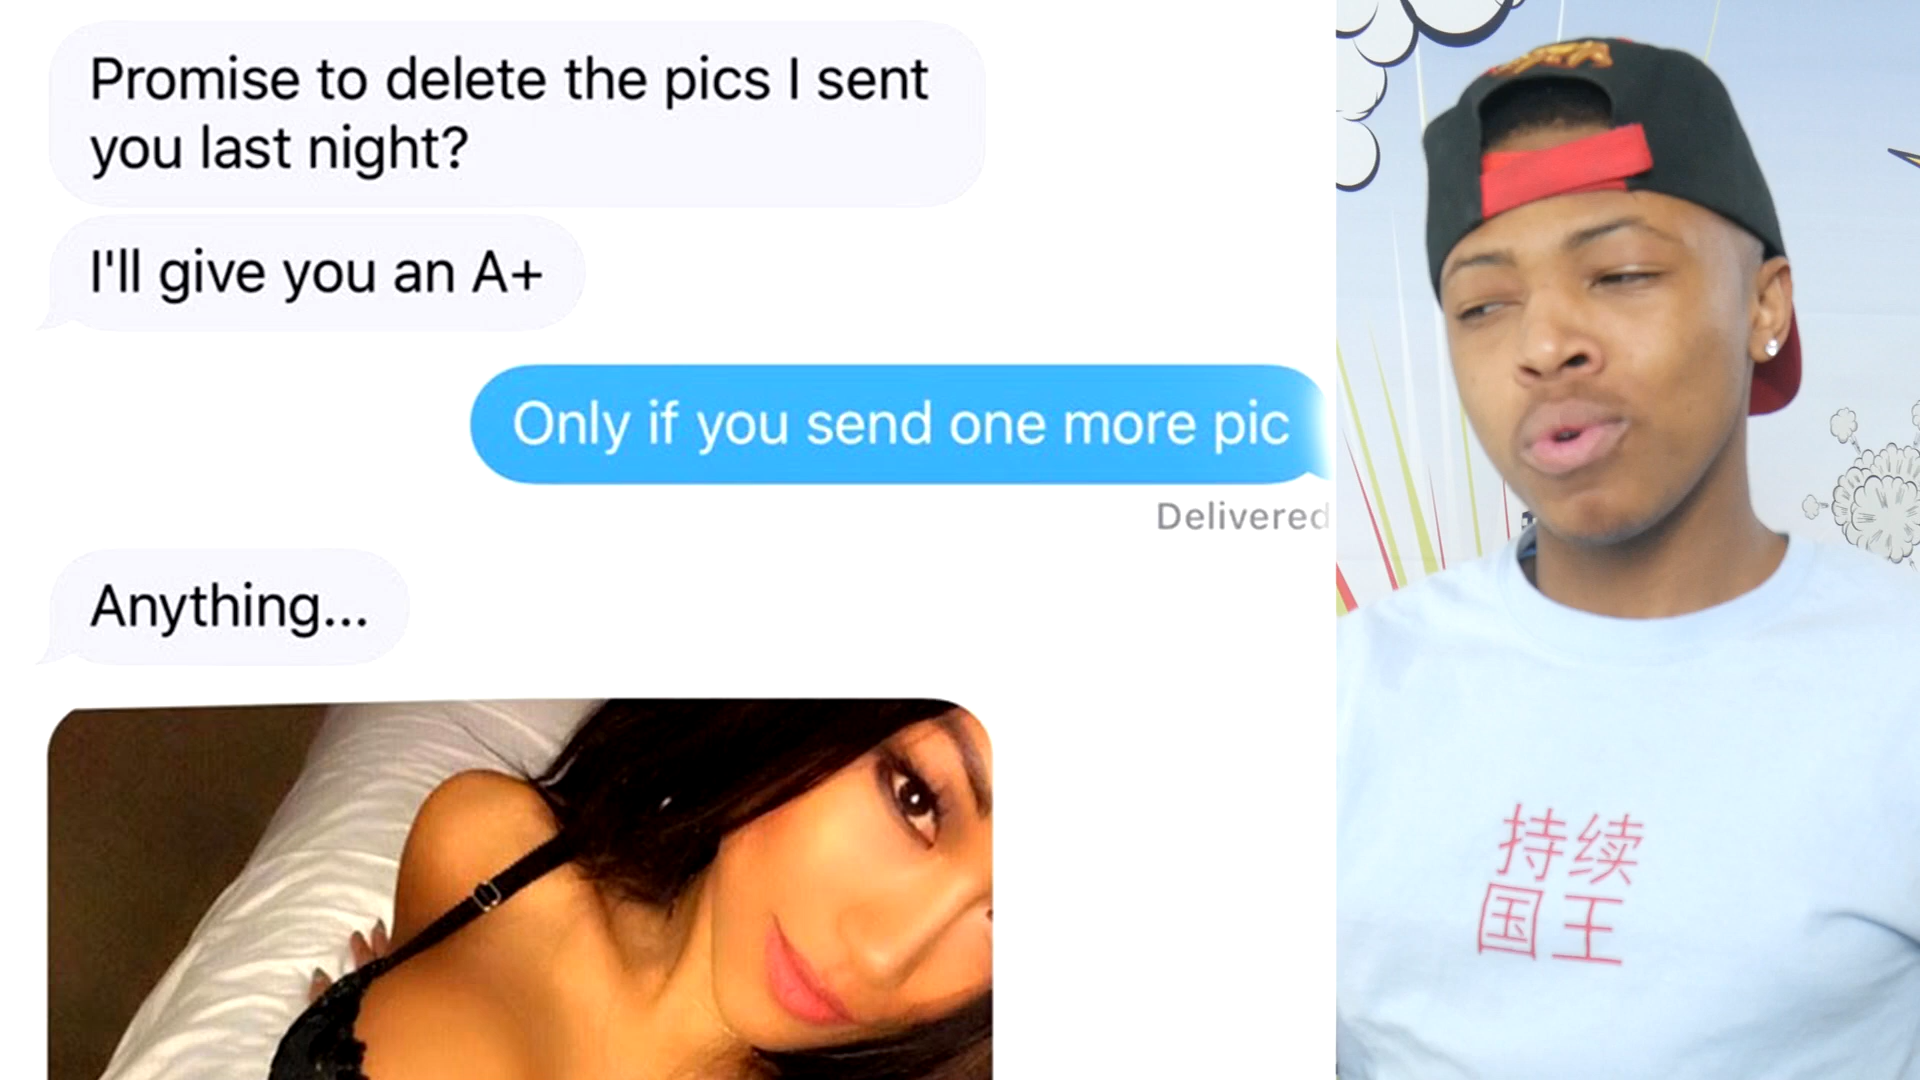 Promise to delete the pics I sent
you last night?
I'll give you an A+
Only if you send one more pic
Delivered
Anything...
持续
国王